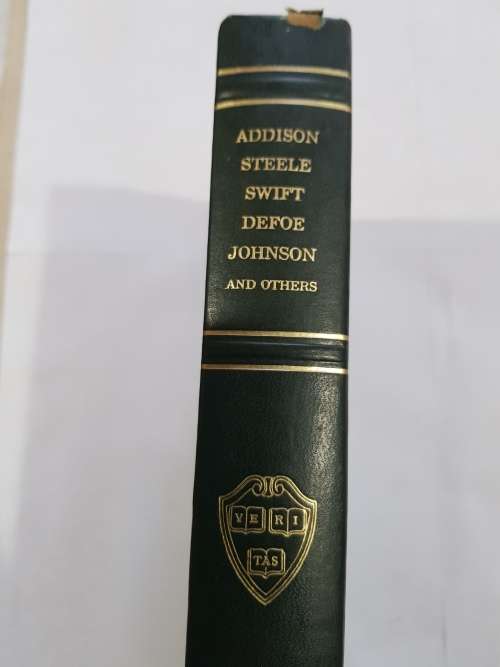 ADDISON
STEELE
SWIFT
DEFOE
JOHNSON
AND OTHERS
VE RI
TAS